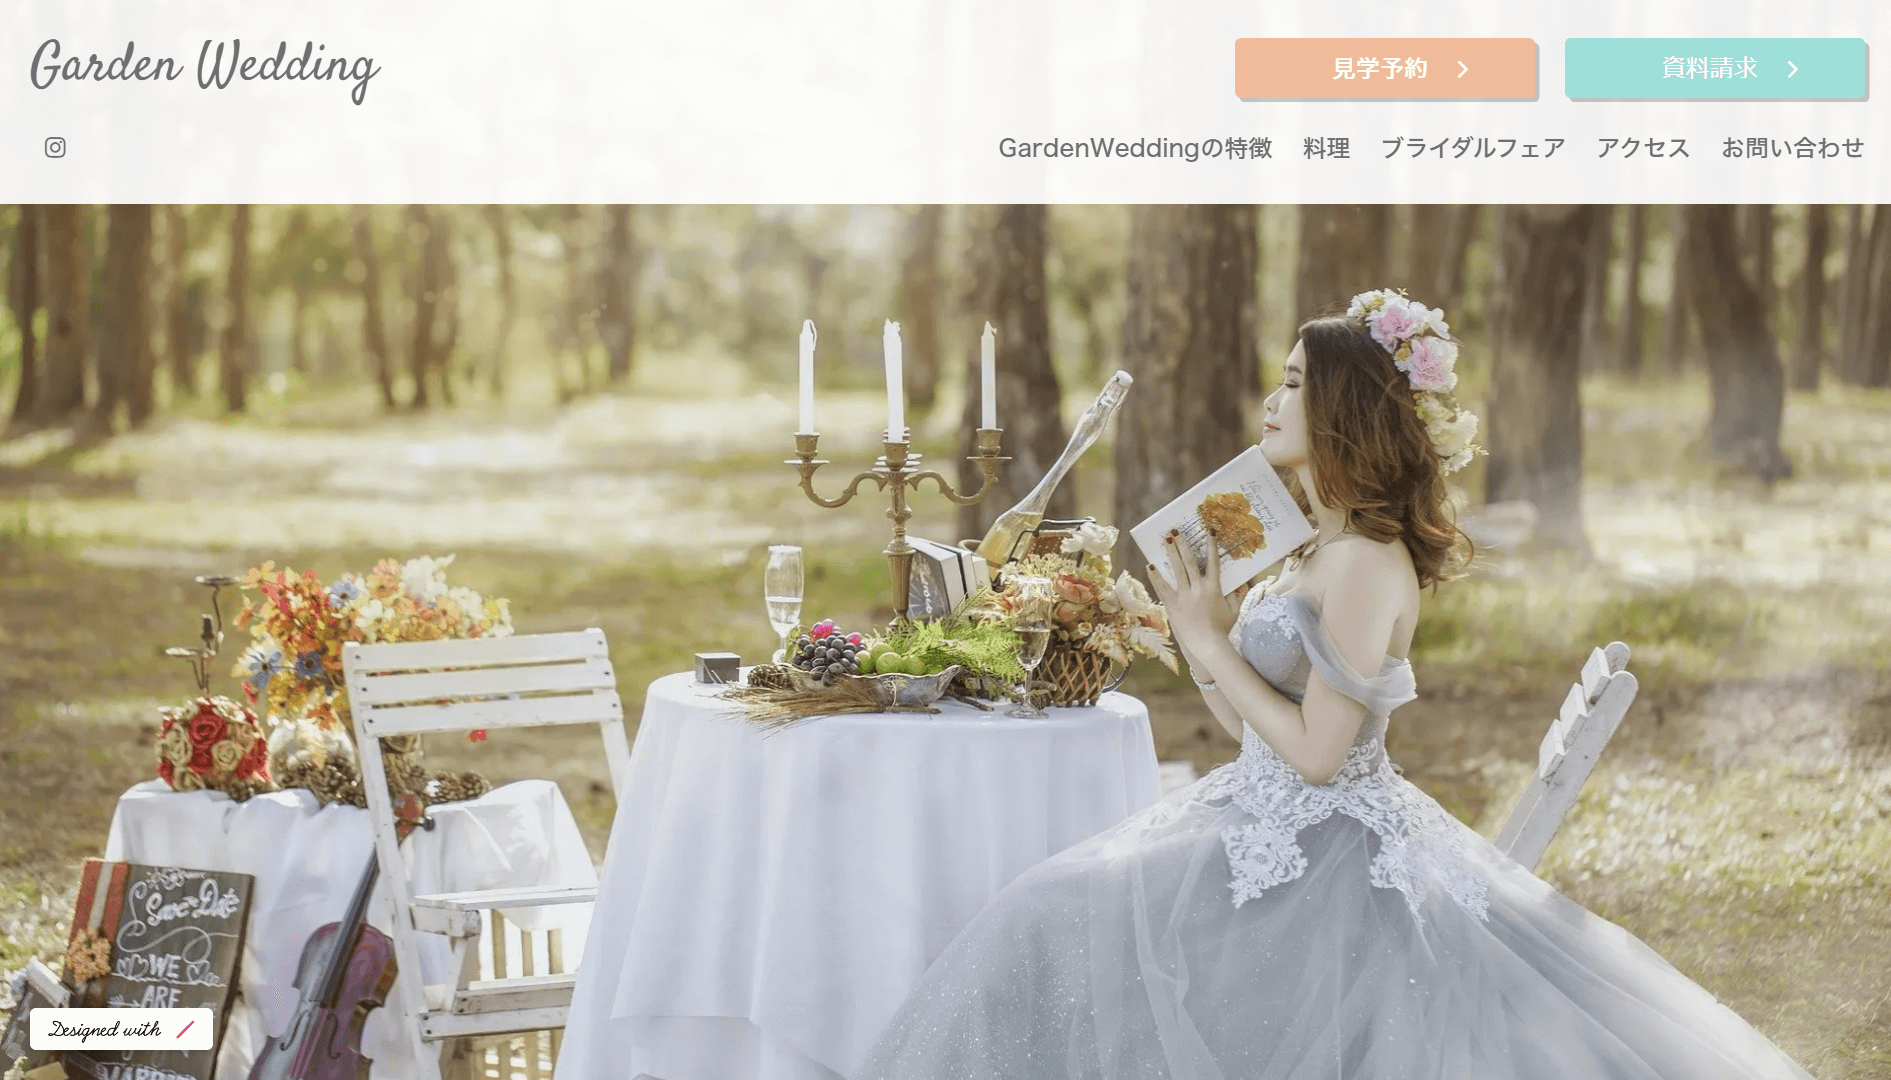 Garden Wedding
見学予約
資料請求
GardenWeddingの特徴 料理 ブライダルフェア アクセス お問い合わせ
Save the Date
WE
ARE
Designed with